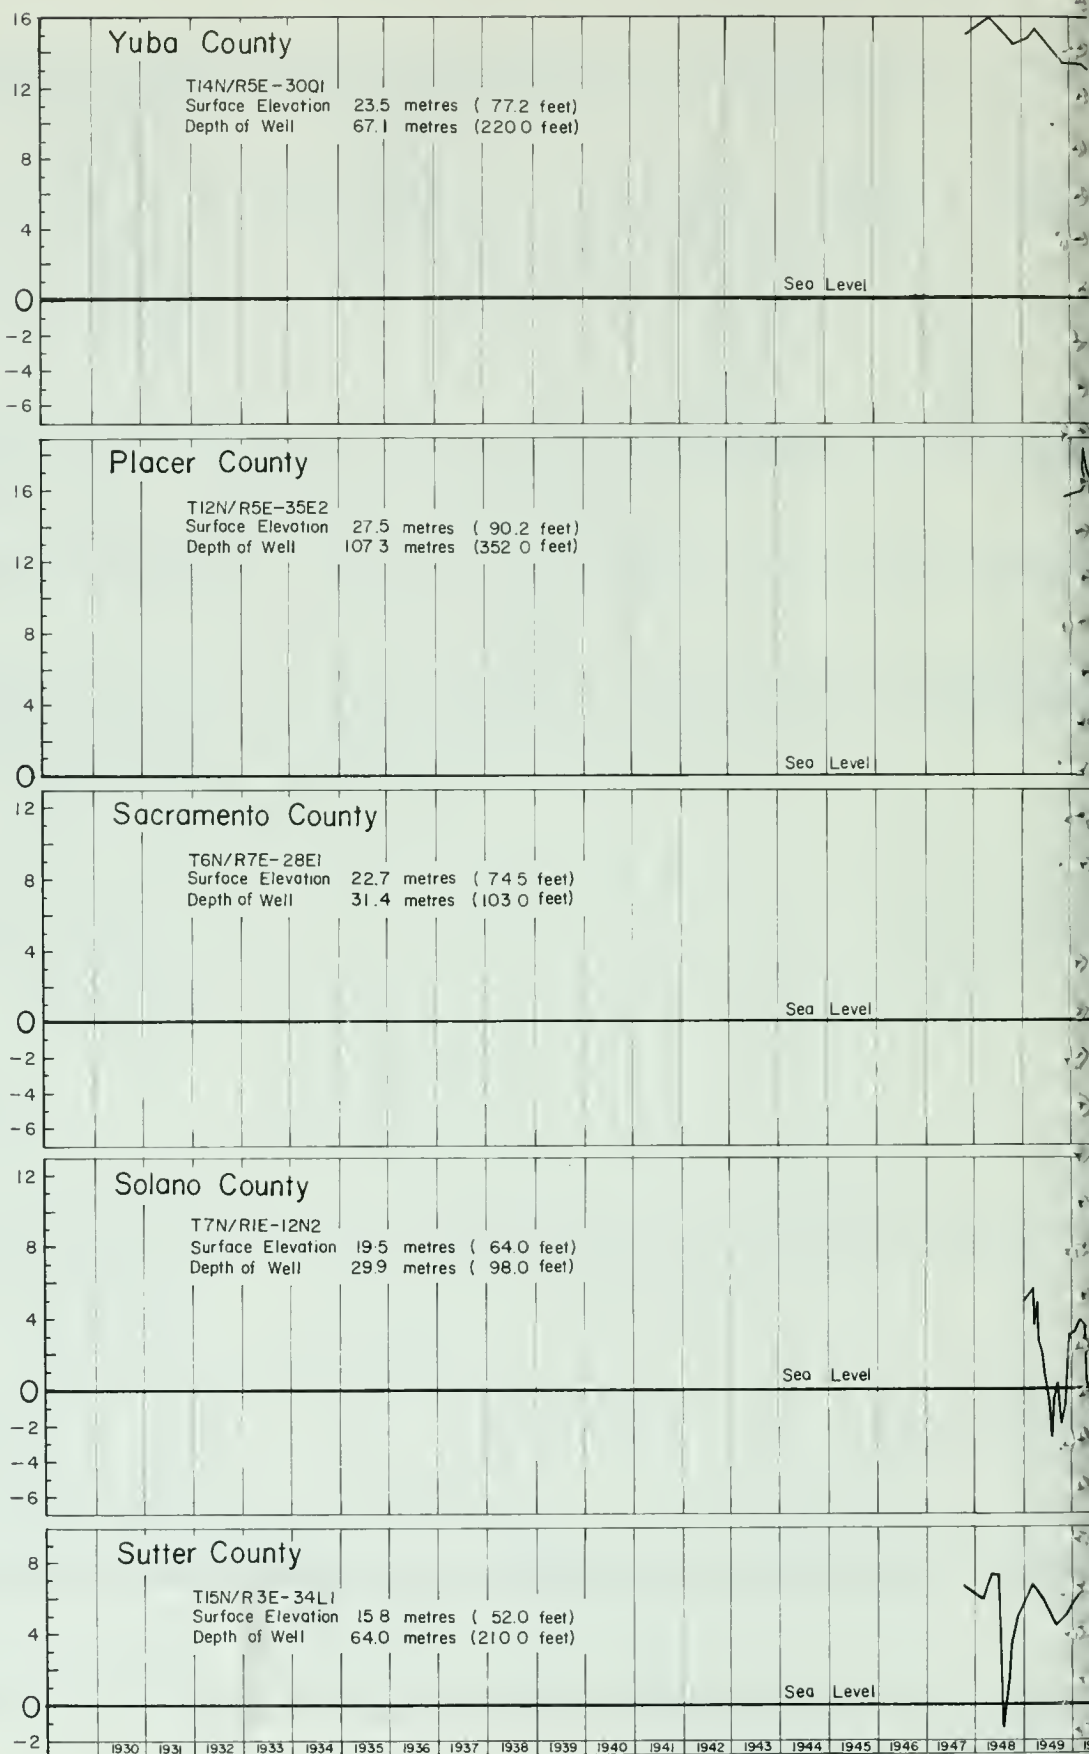 16
Yuba County
T14N/R5E-30Q1
Surface Elevation 23.5 metres ( 77.2 feet)
Depth of Well 67.1 metres (220 0 feet)
12
8
4
Sea Level
0
-2
-4
-6
Placer County
16
T12N/R5E-35E2
Surface Elevation 27.5 metres ( 90.2 feet)
Depth of Well 107 3 metres (352 0 feet)
12
8
4
Sea Level
0
12
Sacramento County
T6N/R7E-28E1
Surface Elevation 22.7 metres ( 74 5 feet)
Depth of Well 31.4 metres (103 0 feet)
8
4
Sea Level
0
-2
-4
-6
12
Solano County
T7N/R1E-12N2
Surface Elevation 19.5 metres ( 64.0 feet)
Depth of Well 29.9 metres ( 98.0 feet)
8
4
Sea Level
0
-2
-4
-6
Sutter County
8
T15N/R3E-34L1
Surface Elevation 15 8 metres ( 52.0 feet)
Depth of Well 64.0 metres (210 0 feet)
4
Sea Level
0
-2
1930 1931 1932 1933 1934 1935 1936 1937 1938 1939 1940 1941 1942 1943 1944 1945 1946 1947 1948 1949